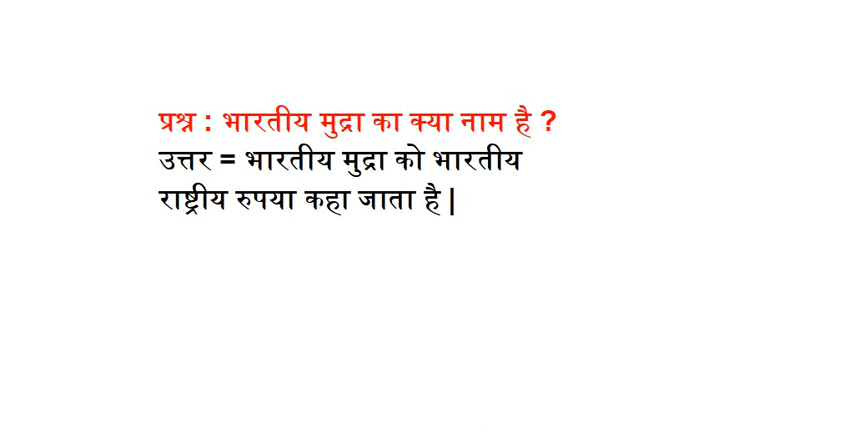 प्रश्न : भारतीय मुद्रा का क्या नाम है ?
उत्तर = भारतीय मुद्रा को भारतीय
राष्ट्रीय रुपया कहा जाता है |